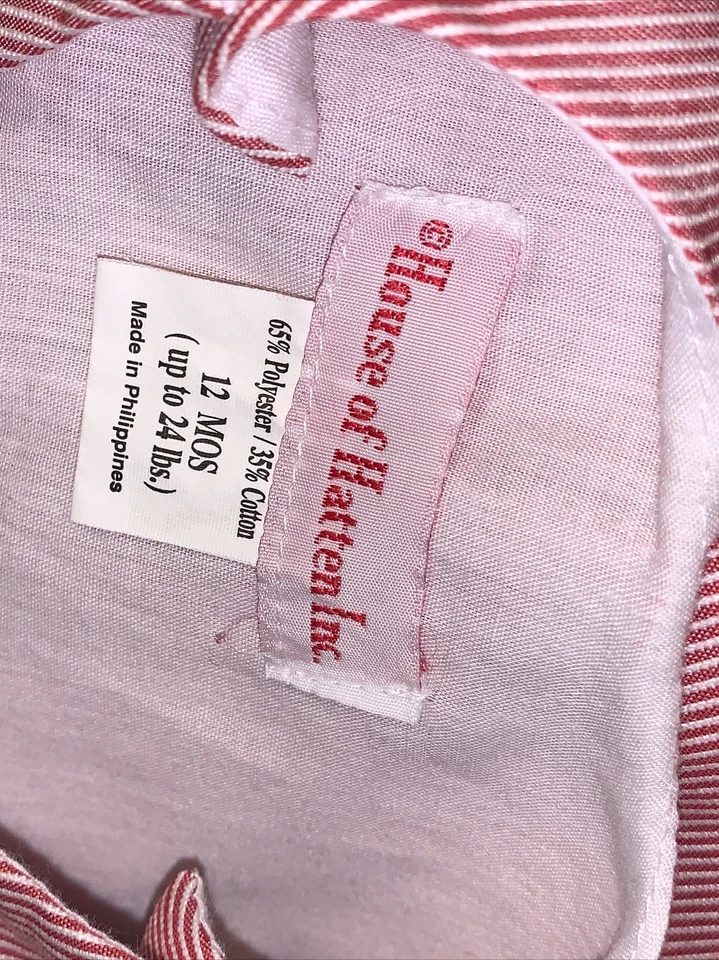 ©House of Hatten Inc.
65% Polyester / 35% Cotton
12 MOS
( up to 24 lbs.)
Made in Philippines